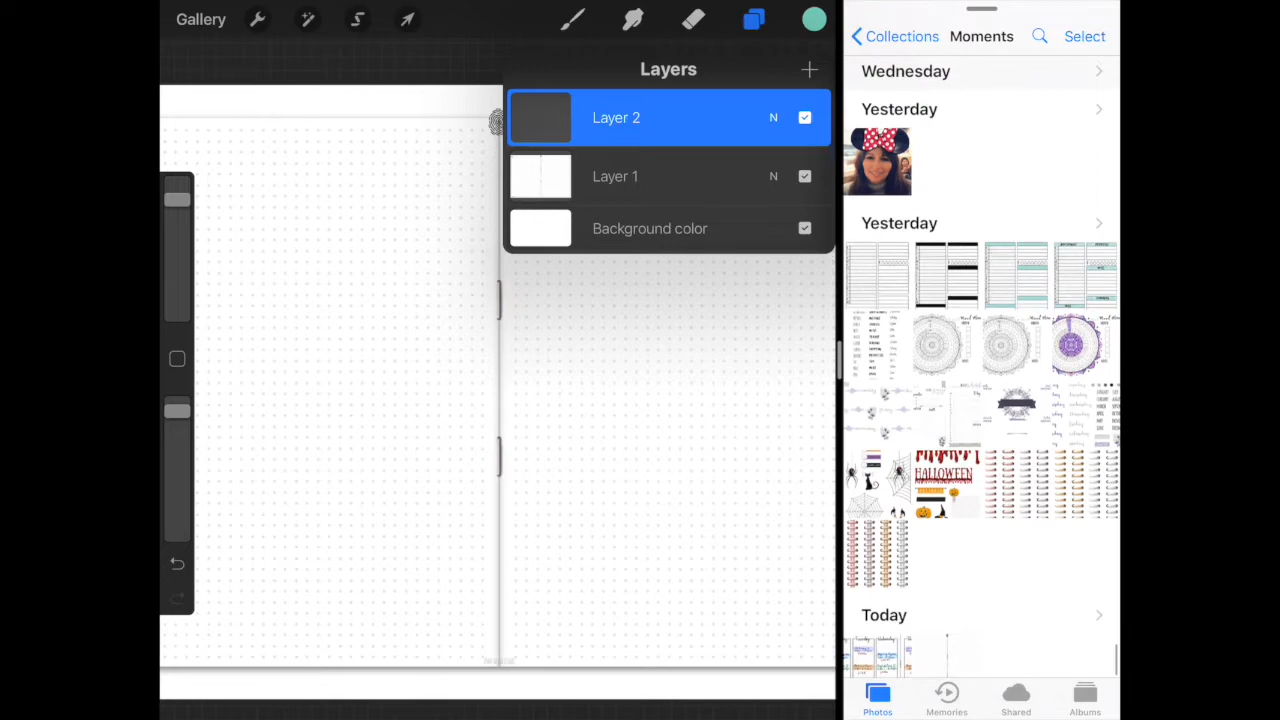 Gallery
Layers
Layer 2 N
Layer 1 N
Background color
Collections Moments Select
Wednesday
Yesterday
Yesterday
HALLOWEEN
Today
Photos Memories Shared Albums